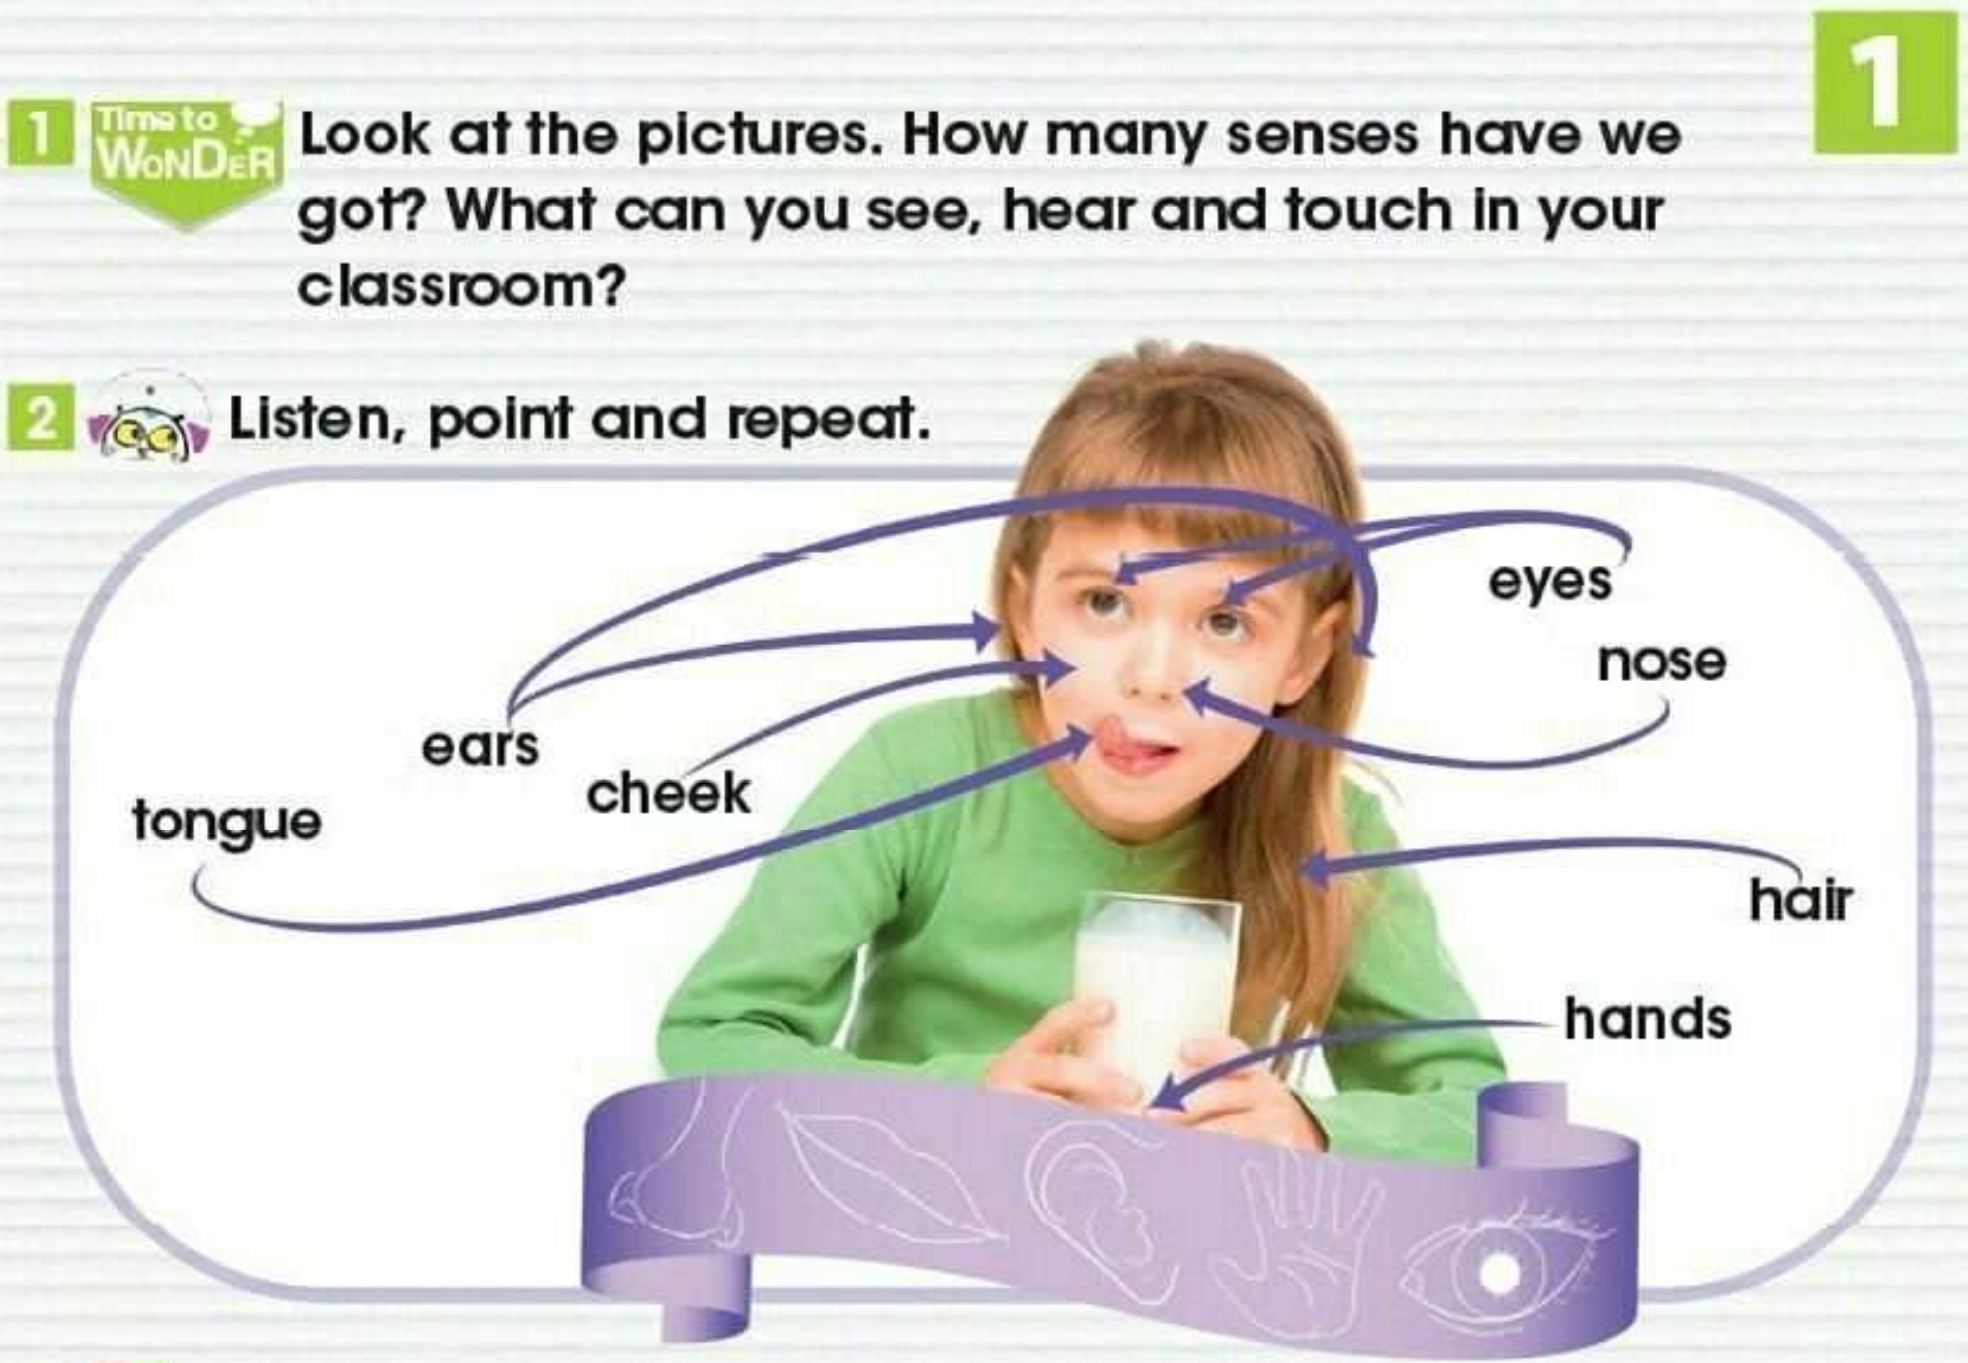 1
1 Time to WONDER Look at the pictures. How many senses have we
got? What can you see, hear and touch in your
classroom?
2 Listen, point and repeat.
eyes
nose
ears
cheek
tongue
hair
hands